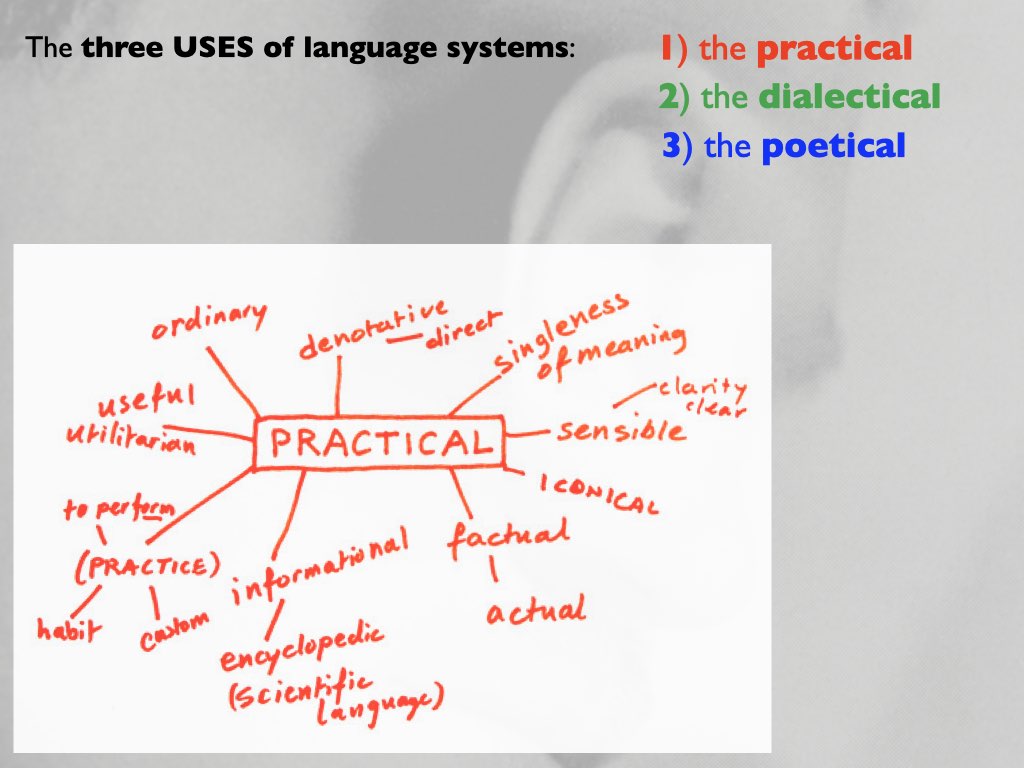 The three USES of language systems:
1) the practical
2) the dialectical
3) the poetical
ordinary
denotative
direct
singleness
of meaning
useful
utilitarian
clarity
clear
PRACTICAL
sensible
ICONICAL
to perform
(PRACTICE)
habit
custom
informational
encyclopedic
(scientific
language)
factual
actual